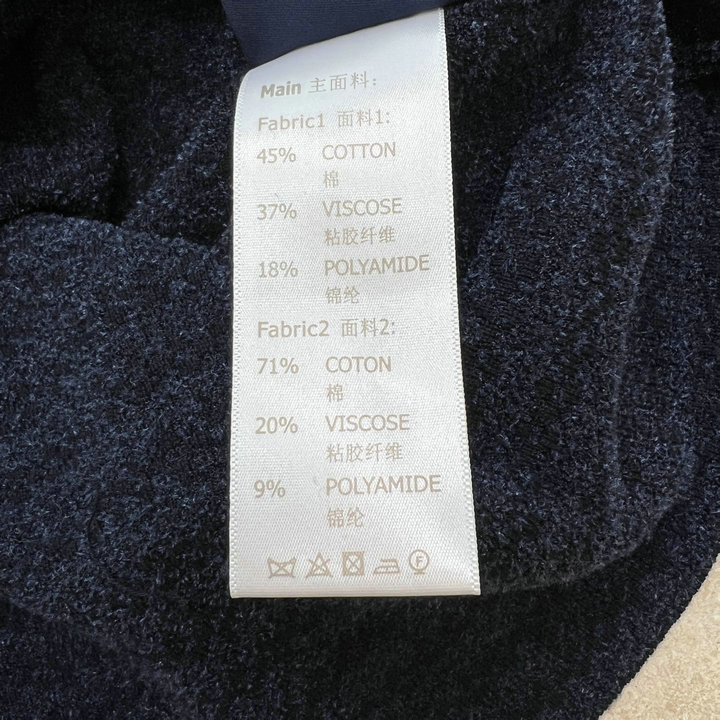 Main 主面料:
Fabric1 面料1:
45% COTTON
棉
37% VISCOSE
粘胶纤维
18% POLYAMIDE
锦纶
Fabric2 面料2:
71% COTON
棉
20% VISCOSE
粘胶纤维
9% POLYAMIDE
锦纶
F